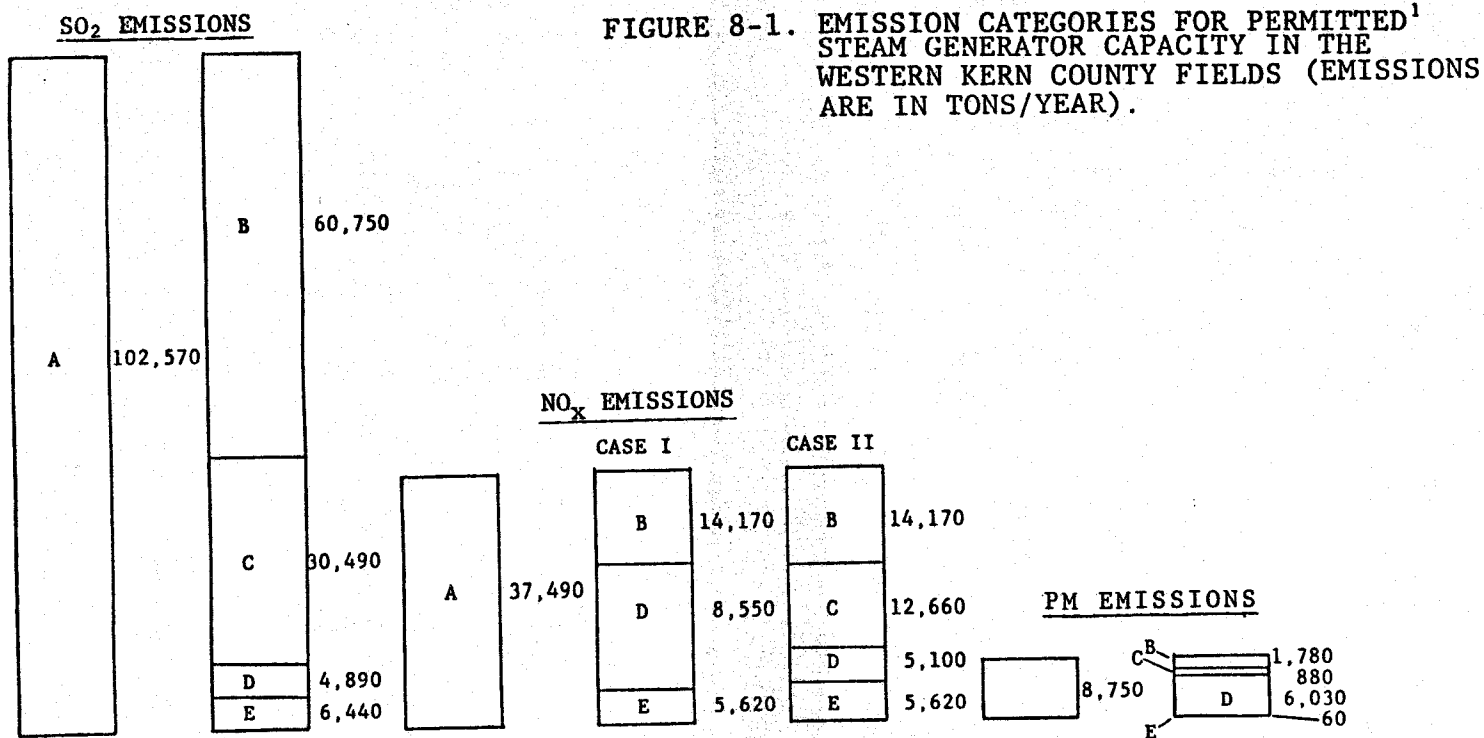 SO₂ EMISSIONS
FIGURE 8-1. EMISSION CATEGORIES FOR PERMITTED¹
STEAM GENERATOR CAPACITY IN THE
WESTERN KERN COUNTY FIELDS (EMISSIONS
ARE IN TONS/YEAR).
A 102,570
B 60,750
C 30,490
D 4,890
E 6,440
NOₓ EMISSIONS
A 37,490
CASE I
B 14,170
D 8,550
E 5,620
CASE II
B 14,170
C 12,660
D 5,100
E 5,620
PM EMISSIONS
8,750
B 1,780
C 880
D 6,030
E 60